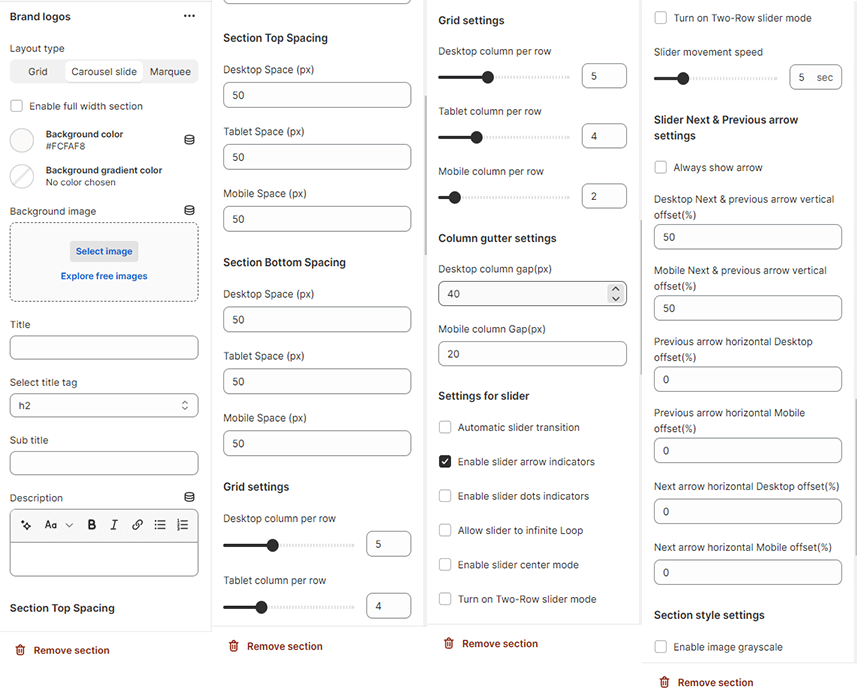 Brand logos
Layout type
Grid
Carousel slide
Marquee
Enable full width section
Background color
#FCFAF8
Background gradient color
No color chosen
Background image
Select image
Explore free images
Title
Select title tag
h2
Sub title
Description
Aa
B
I
Section Top Spacing
Remove section
Section Top Spacing
Desktop Space (px)
50
Tablet Space (px)
50
Mobile Space (px)
50
Section Bottom Spacing
Desktop Space (px)
50
Tablet Space (px)
50
Mobile Space (px)
50
Grid settings
Desktop column per row
5
Tablet column per row
4
Remove section
Grid settings
Desktop column per row
5
Tablet column per row
4
Mobile column per row
2
Column gutter settings
Desktop column gap(px)
40
Mobile column Gap(px)
20
Settings for slider
Automatic slider transition
Enable slider arrow indicators
Enable slider dots indicators
Allow slider to infinite Loop
Enable slider center mode
Turn on Two-Row slider mode
Remove section
Turn on Two-Row slider mode
Slider movement speed
5 sec
Slider Next & Previous arrow
settings
Always show arrow
Desktop Next & previous arrow vertical
offset(%)
50
Mobile Next & previous arrow vertical
offset(%)
50
Previous arrow horizontal Desktop
offset(%)
0
Previous arrow horizontal Mobile
offset(%)
0
Next arrow horizontal Desktop offset(%)
0
Next arrow horizontal Mobile offset(%)
0
Section style settings
Enable image grayscale
Remove section